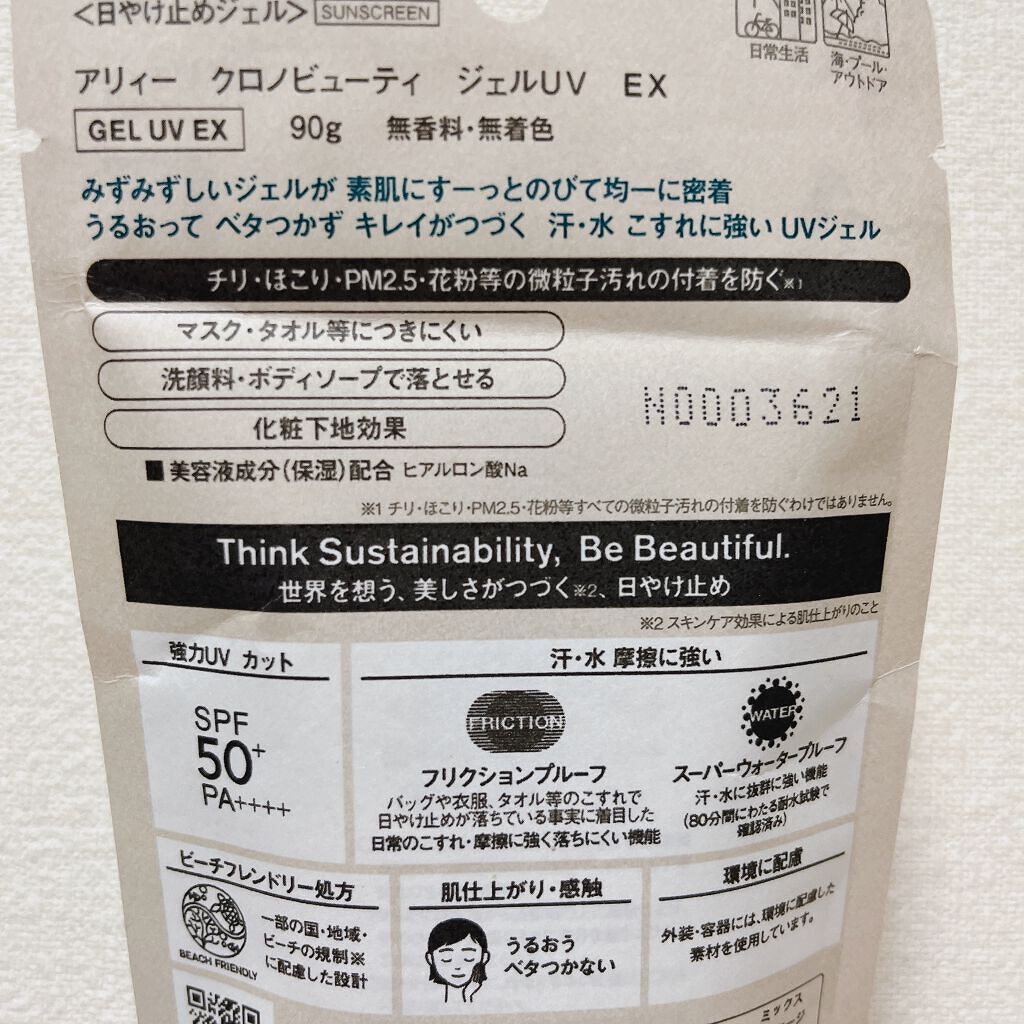 <日やけ止めジェル> SUNSCREEN
日常生活
海・プール・
アウトドア
アリィー クロノビューティ ジェルUV EX
GEL UV EX 90g 無香料・無着色
みずみずしいジェルが 素肌にすーっとのびて均一に密着
うるおって ベタつかず キレイがつづく 汗・水 こすれに強い UVジェル
チリ・ほこり・PM2.5・花粉等の微粒子汚れの付着を防ぐ※1
マスク・タオル等につきにくい
洗顔料・ボディソープで落とせる
化粧下地効果
N0003621
■美容液成分(保湿)配合 ヒアルロン酸Na
※1 チリ・ほこり・PM2.5・花粉等すべての微粒子汚れの付着を防ぐわけではありません。
Think Sustainability, Be Beautiful.
世界を想う、美しさがつづく※2、日やけ止め
※2 スキンケア効果による肌仕上がりのこと
強力UV カット
SPF
50+
PA++++
汗・水 摩擦に強い
FRICTION
フリクションプルーフ
バッグや衣服、タオル等のこすれで
日やけ止めが落ちている事実に着目した
日常のこすれ・摩擦に強く落ちにくい機能
WATER
スーパーウォータープルーフ
汗・水に抜群に強い機能
(80分間にわたる耐水試験で
確認済み)
ビーチフレンドリー処方
BEACH FRIENDLY
一部の国・地域・
ビーチの規制※
に配慮した設計
肌仕上がり・感触
うるおう
ベタつかない
環境に配慮
外装・容器には、環境に配慮した
素材を使用しています。
ミックス